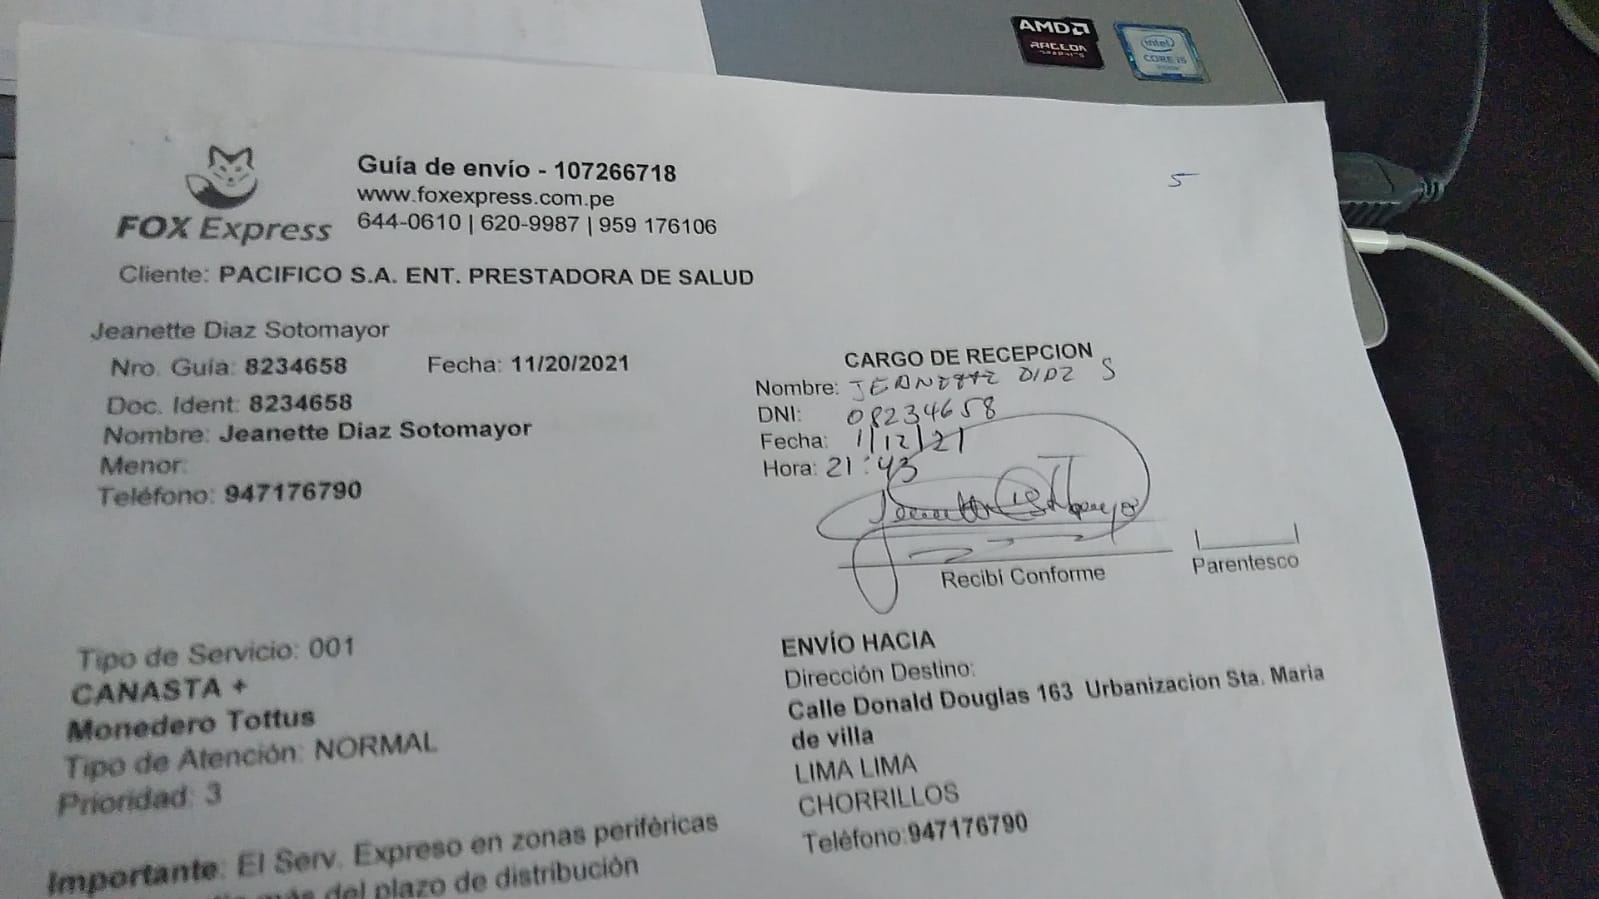 AMD
RADEON
intel
CORE i5
Guía de envío - 107266718
www.foxexpress.com.pe
644-0610 | 620-9987 | 959 176106
FOX Express
5
Cliente: PACIFICO S.A. ENT. PRESTADORA DE SALUD
Jeanette Diaz Sotomayor
Nro. Guía: 8234658 Fecha: 11/20/2021
Doc. Ident: 8234658
Nombre: Jeanette Diaz Sotomayor
Menor:
Teléfono: 947176790
CARGO DE RECEPCION
Nombre: JEANETTE DIAZ S
DNI: 08234658
Fecha: 1/12/21
Hora: 21:43
Recibí Conforme
Parentesco
Tipo de Servicio: 001
CANASTA +
Monedero Tottus
Tipo de Atención: NORMAL
Prioridad: 3
Importante: El Serv. Expreso en zonas periféricas
más del plazo de distribución
ENVÍO HACIA
Dirección Destino:
Calle Donald Douglas 163 Urbanizacion Sta. Maria
de villa
LIMA LIMA
CHORRILLOS
Teléfono:947176790